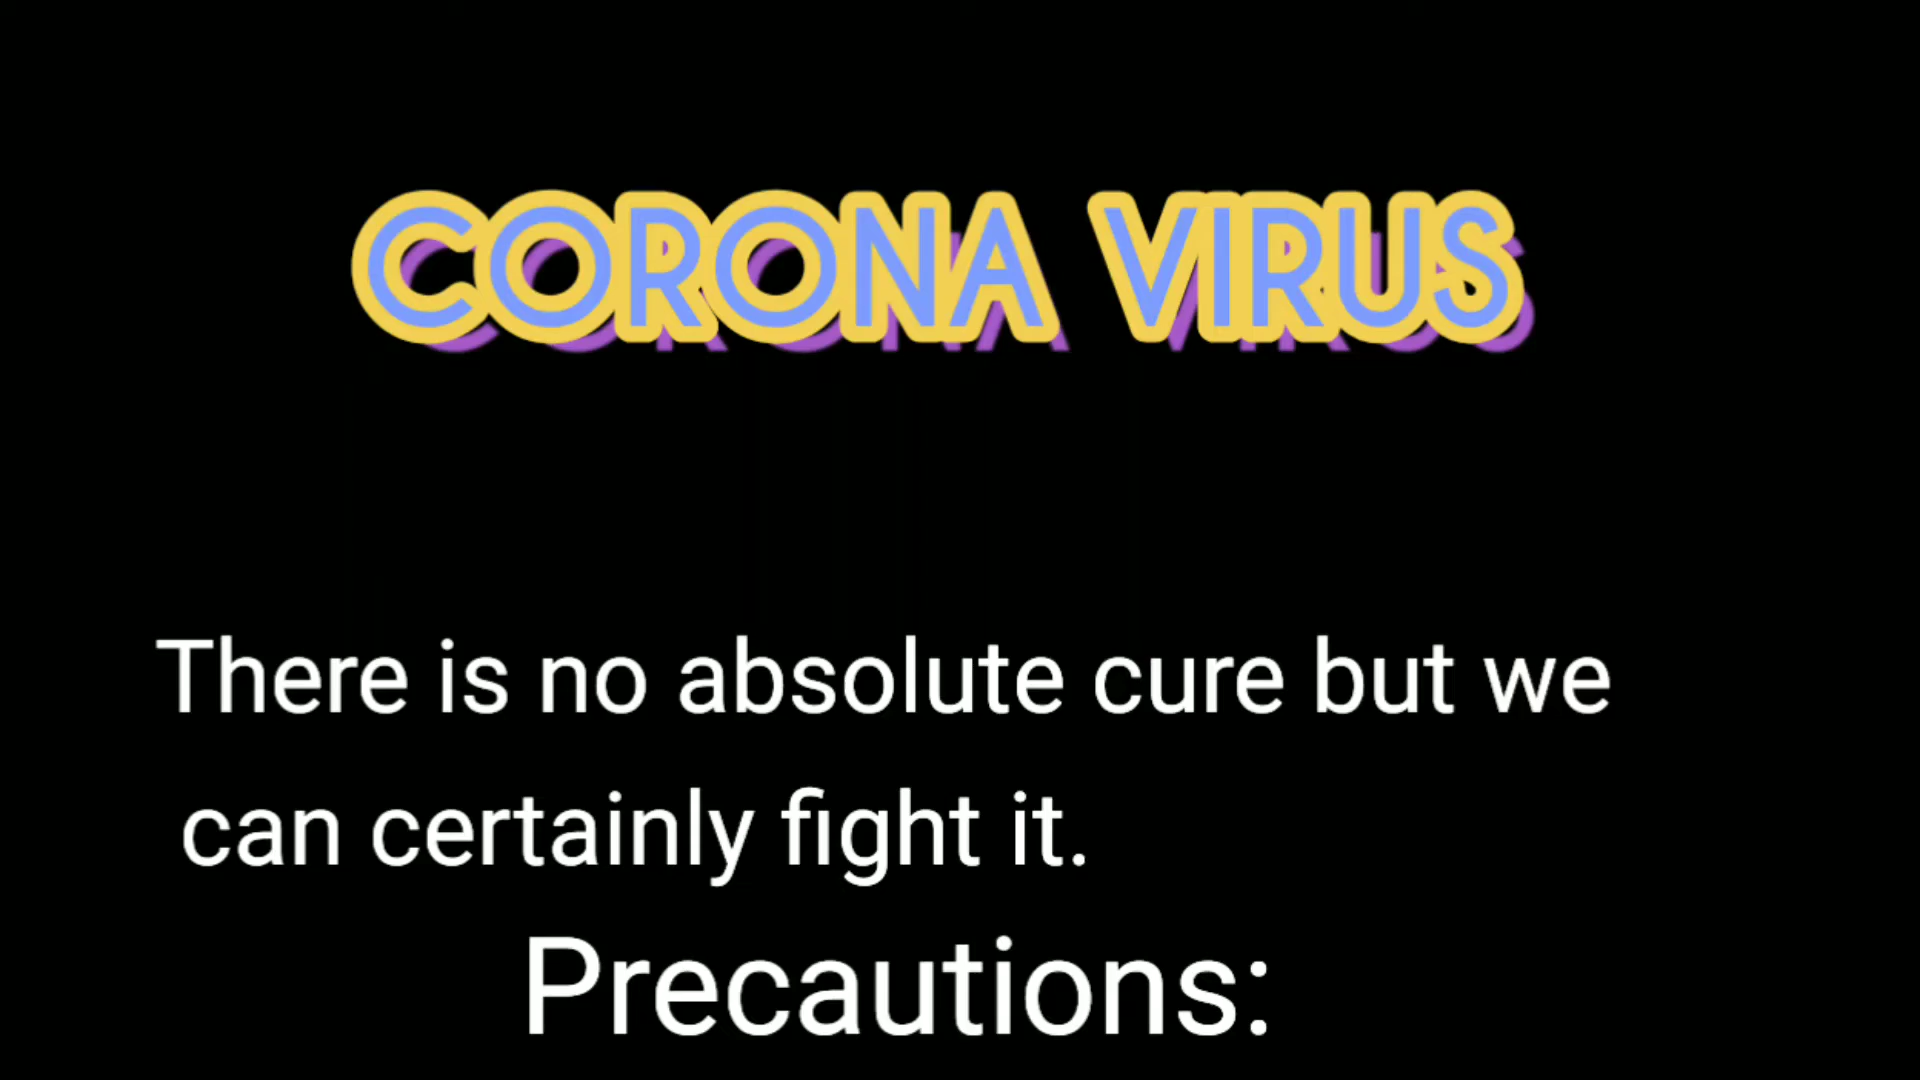 CORONA VIRUS
There is no absolute cure but we
can certainly fight it.
Precautions: